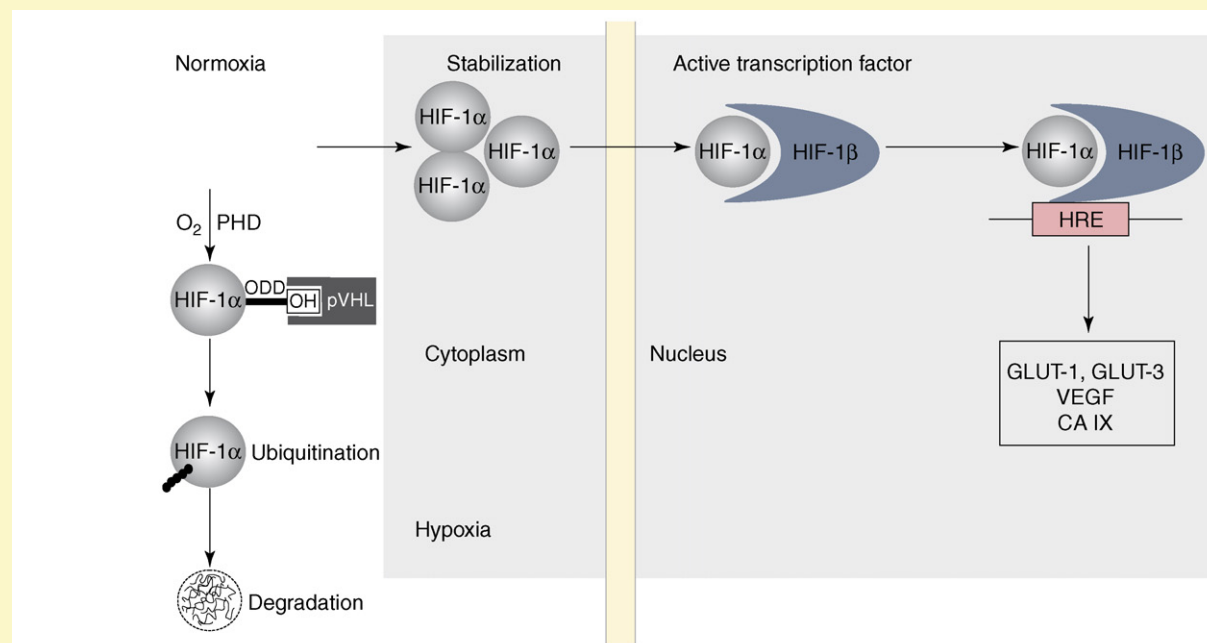 Normoxia
Stabilization
Active transcription factor
HIF-1α
HIF-1α
HIF-1α
HIF-1α
HIF-1β
HIF-1α
HIF-1β
HRE
O₂ PHD
HIF-1α
ODD
OH
pVHL
Cytoplasm
Nucleus
GLUT-1, GLUT-3
VEGF
CA IX
HIF-1α
Ubiquitination
Hypoxia
Degradation